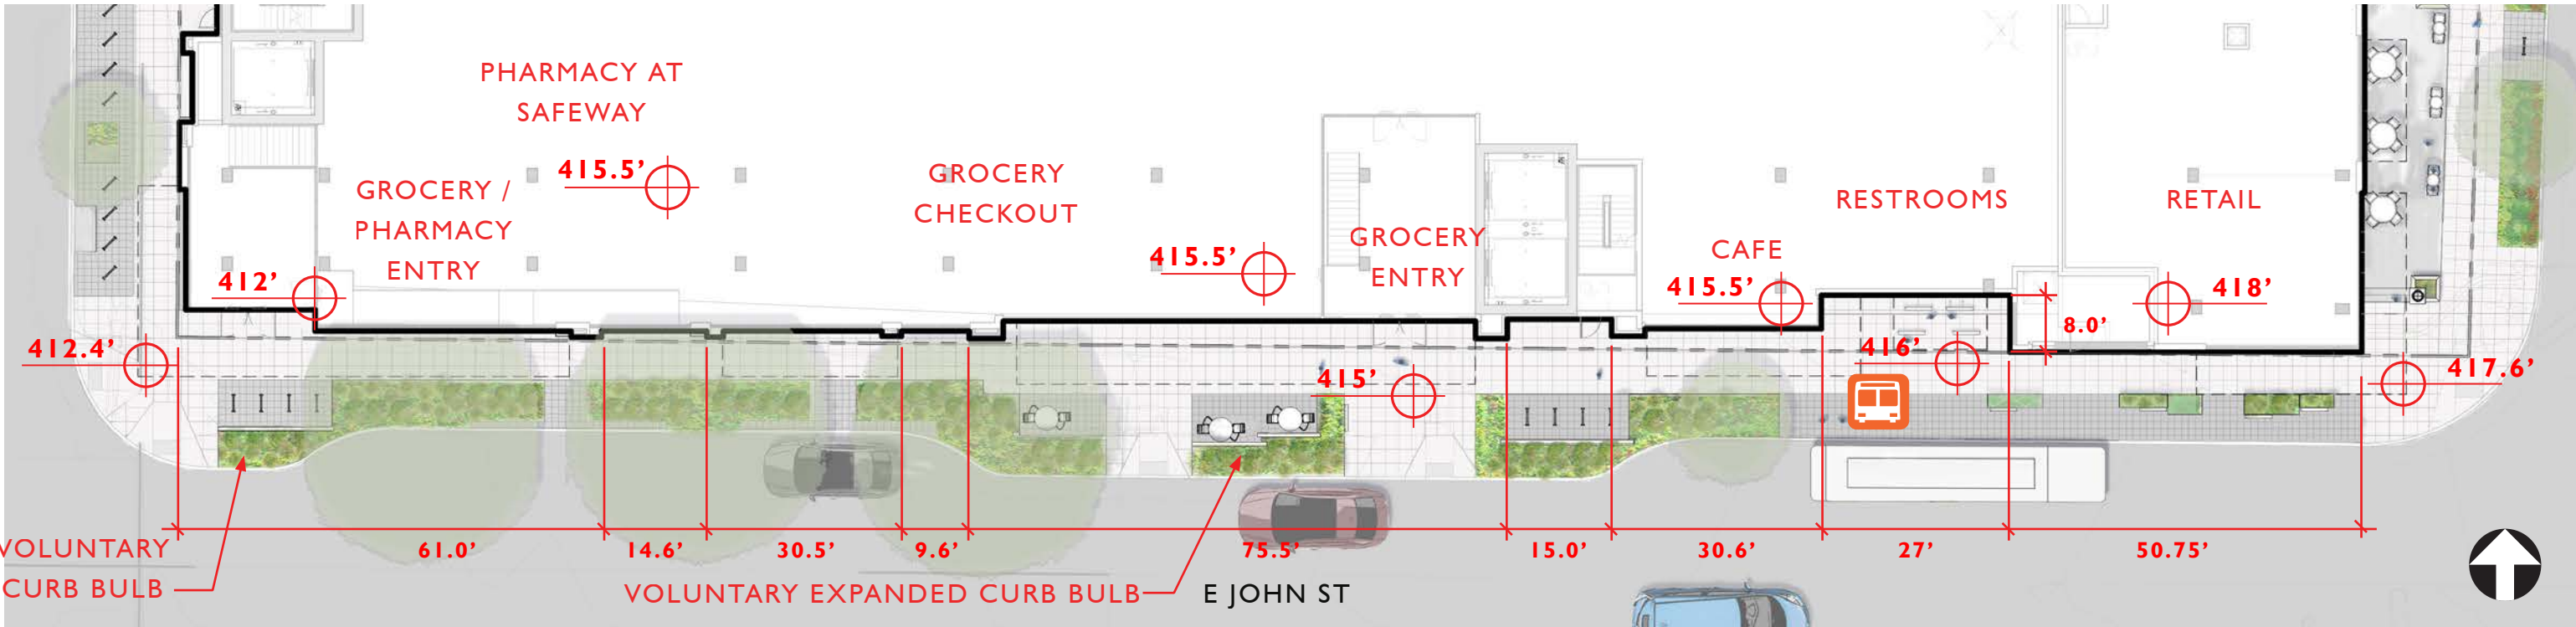 PHARMACY AT
SAFEWAY
415.5’
GROCERY /
PHARMACY
ENTRY
412’
412.4’
GROCERY
CHECKOUT
415.5’
GROCERY
ENTRY
415’
CAFE
415.5’
RESTROOMS
416’
RETAIL
418’
8.0’
417.6’
61.0’
14.6’
30.5’
9.6’
75.5’
15.0’
30.6’
27’
50.75’
VOLUNTARY
CURB BULB
VOLUNTARY EXPANDED CURB BULB
E JOHN ST